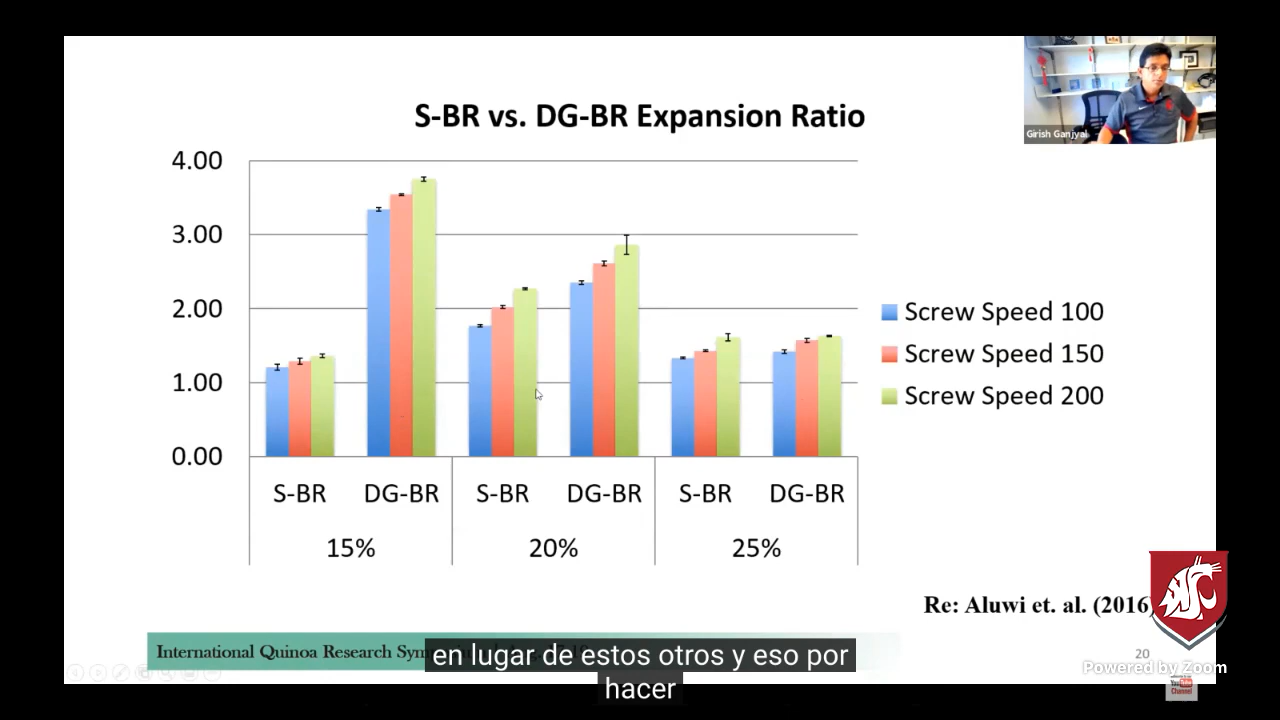 S-BR vs. DG-BR Expansion Ratio
Girish Ganjyal
4.00
3.00
2.00
1.00
0.00
Screw Speed 100
Screw Speed 150
Screw Speed 200
S-BR DG-BR S-BR DG-BR S-BR DG-BR
15% 20% 25%
Re: Aluwi et. al. (2016)
International Quinoa Research Sym
en lugar de estos otros y eso por
hacer
20
Powered by Zoom
YouTube
Channel